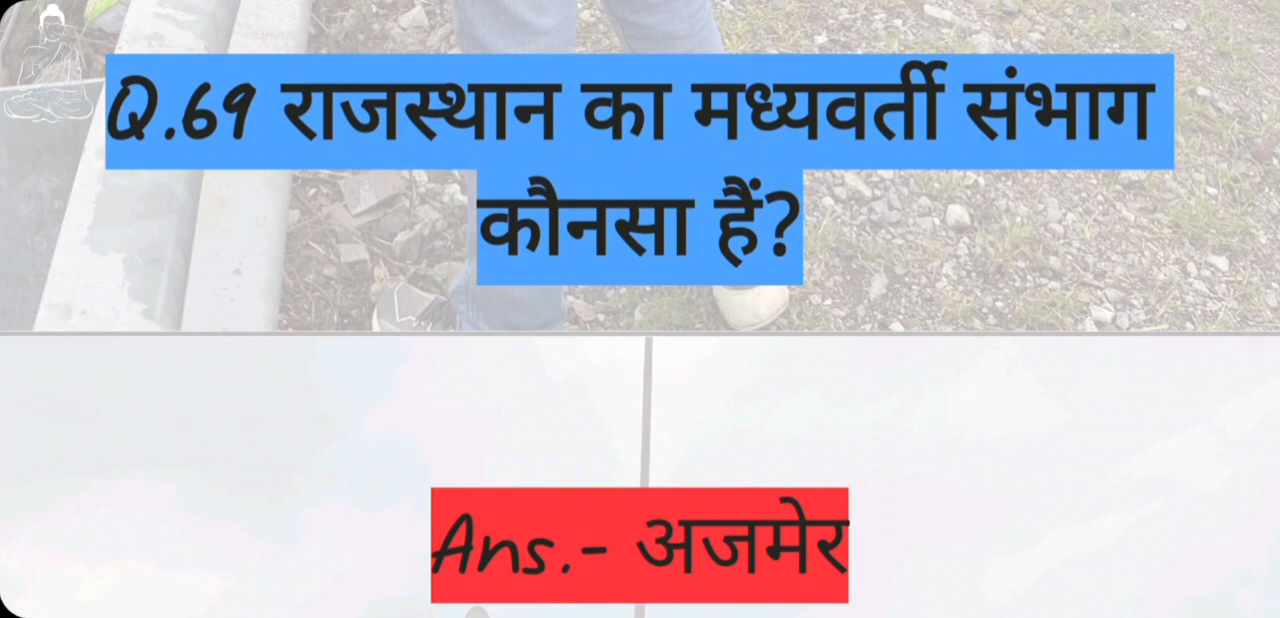 Q.69 राजस्थान का मध्यवर्ती संभाग
कौनसा हैं?
Ans.- अजमेर